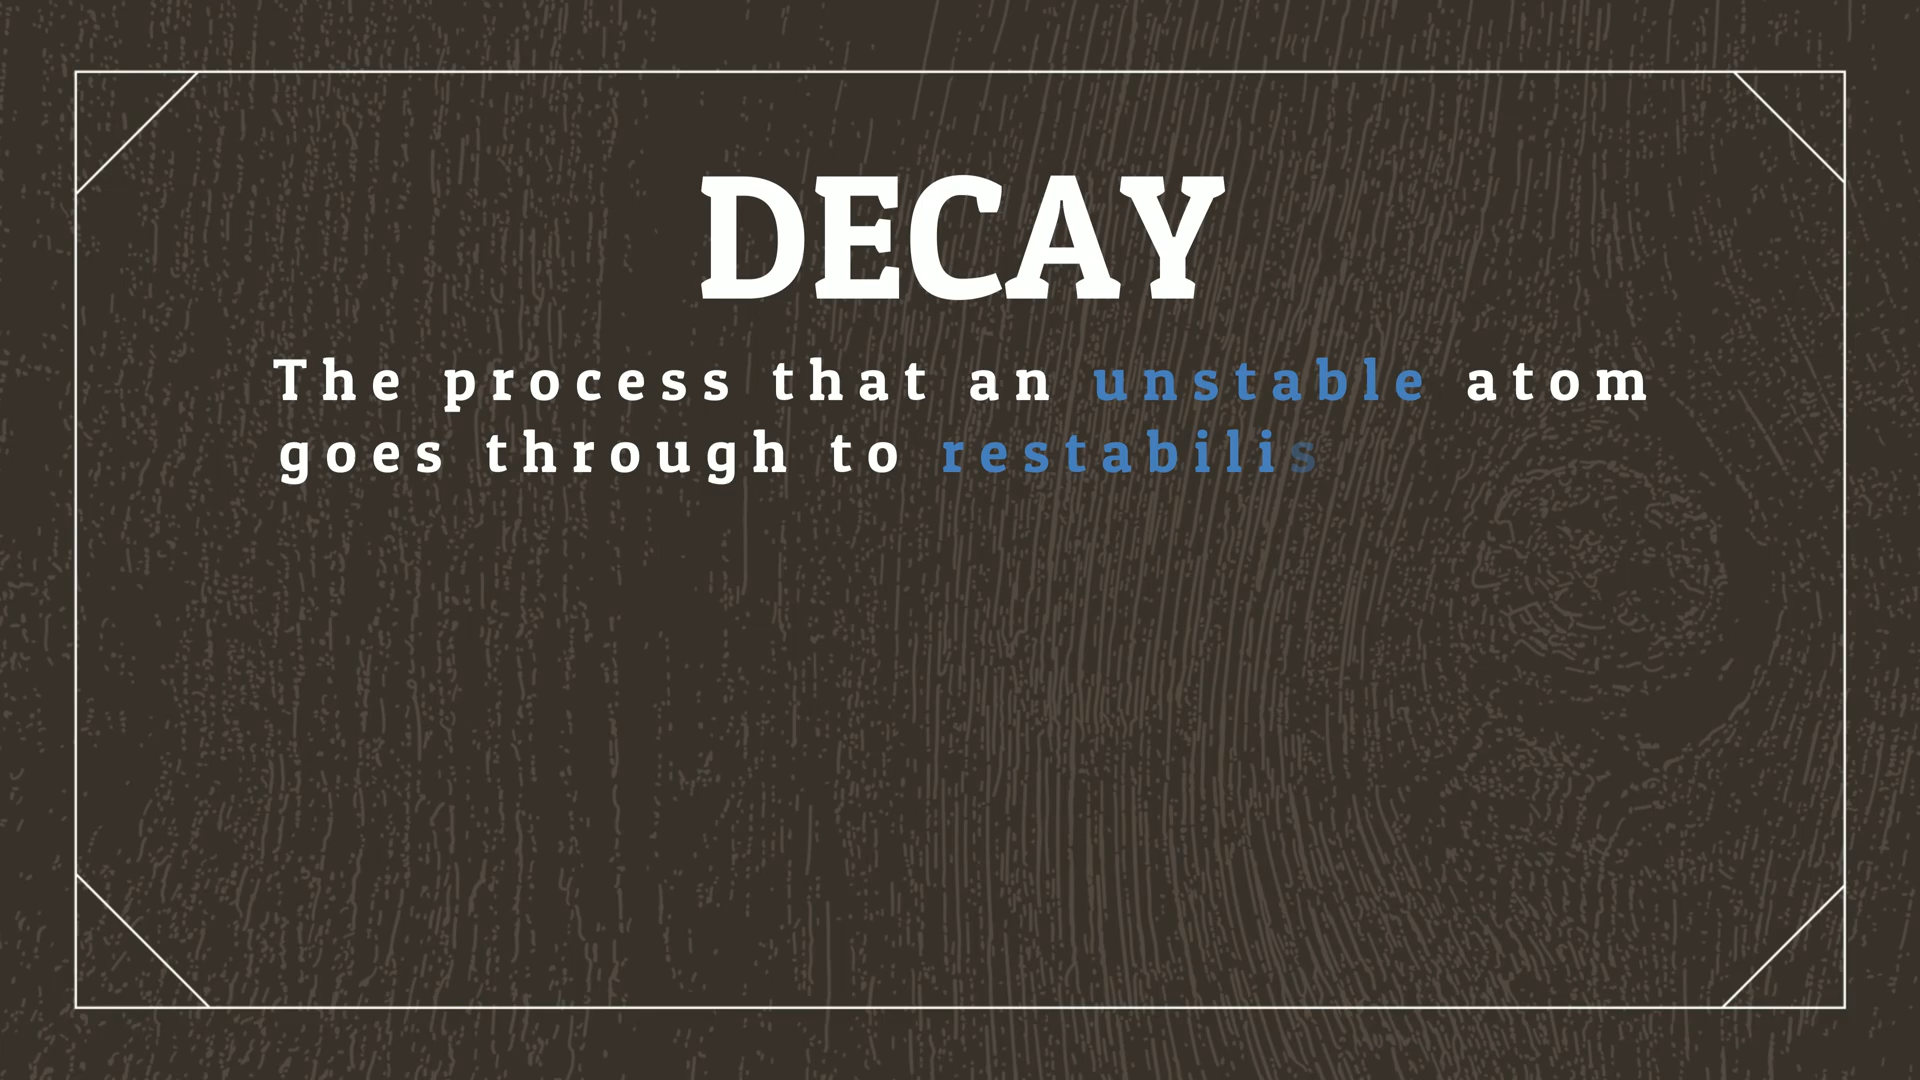 DECAY
The process that an unstable atom
goes through to restabilis